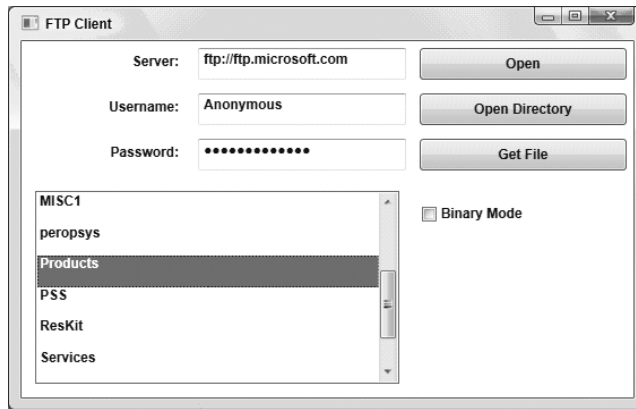 FTP Client
Server: ftp://ftp.microsoft.com Open
Username: Anonymous Open Directory
Password: ●●●●●●●●●●●●● Get File
MISC1
Binary Mode
peropsys
Products
PSS
ResKit
Services